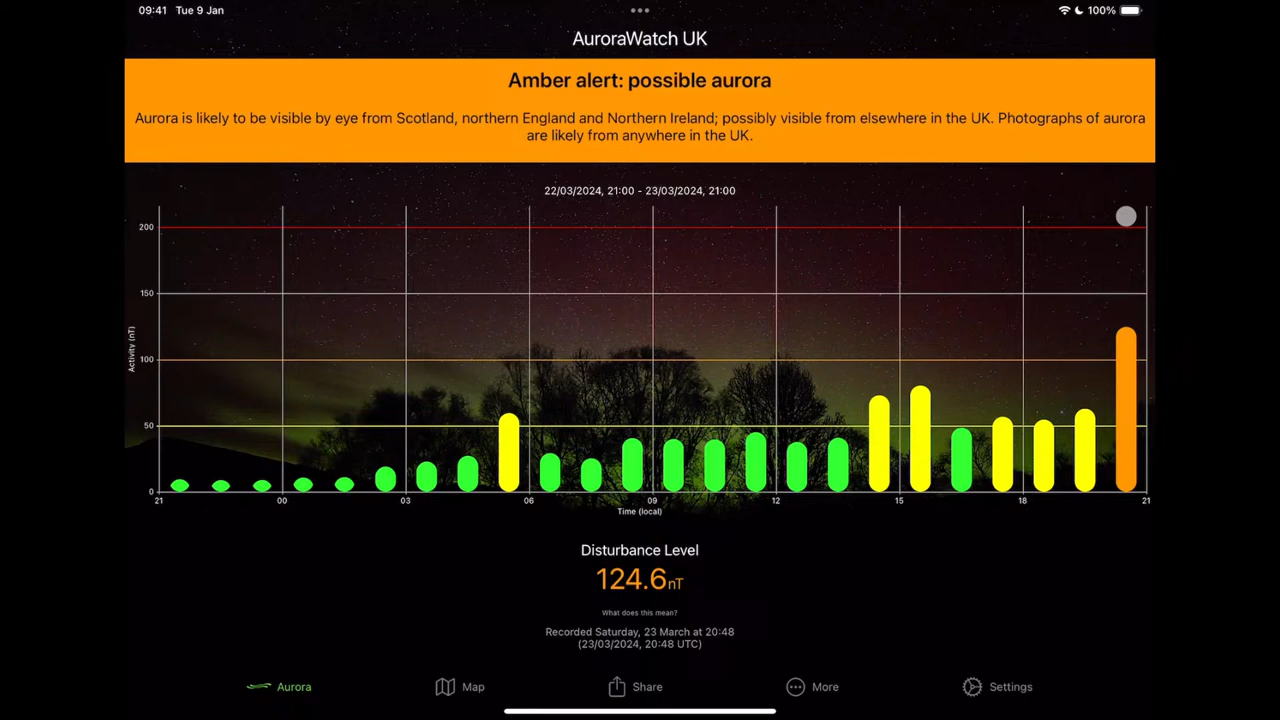 09:41 Tue 9 Jan
100%
AuroraWatch UK
Amber alert: possible aurora
Aurora is likely to be visible by eye from Scotland, northern England and Northern Ireland; possibly visible from elsewhere in the UK. Photographs of aurora
are likely from anywhere in the UK.
22/03/2024, 21:00 - 23/03/2024, 21:00
200
150
100
50
0
Activity (nT)
21 00 03 06 09 12 15 18 21
Time (local)
Disturbance Level
124.6nT
What does this mean?
Recorded Saturday, 23 March at 20:48
(23/03/2024, 20:48 UTC)
Aurora Map Share More Settings